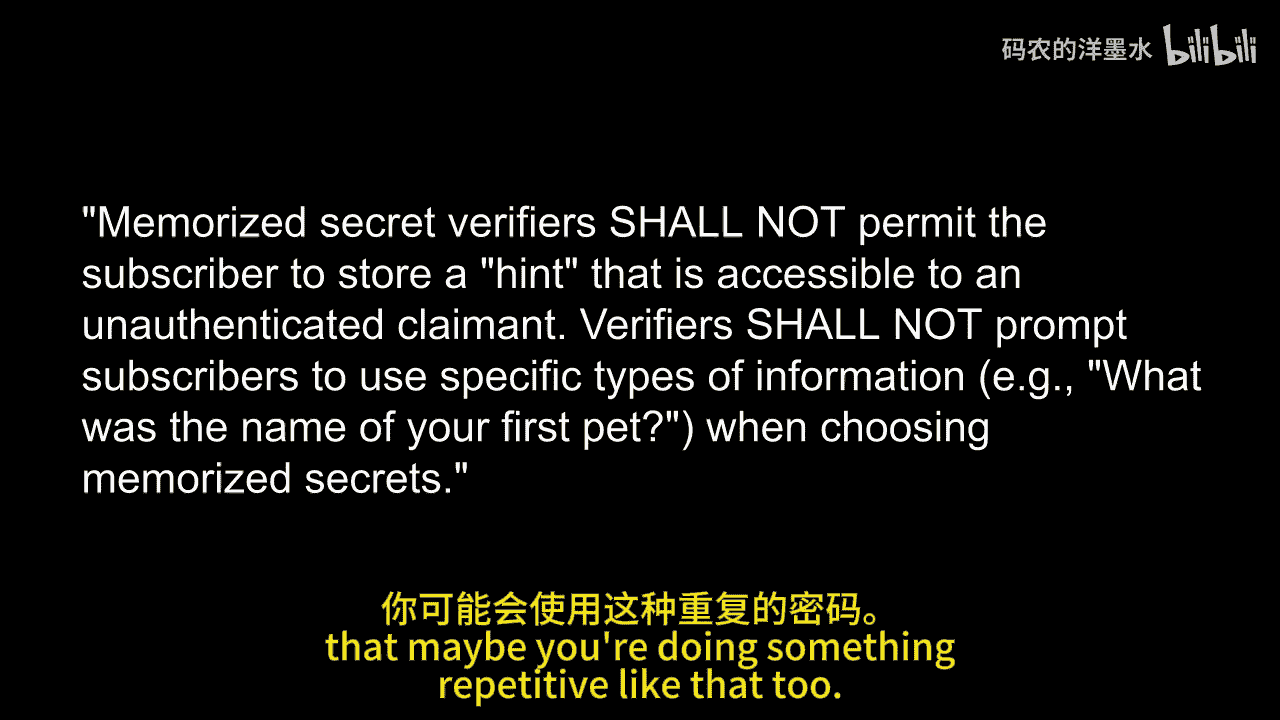 码农的洋墨水 bilibili
"Memorized secret verifiers SHALL NOT permit the
subscriber to store a "hint" that is accessible to an
unauthenticated claimant. Verifiers SHALL NOT prompt
subscribers to use specific types of information (e.g., "What
was the name of your first pet?") when choosing
memorized secrets."
你可能会使用这种重复的密码。
that maybe you're doing something
repetitive like that too.